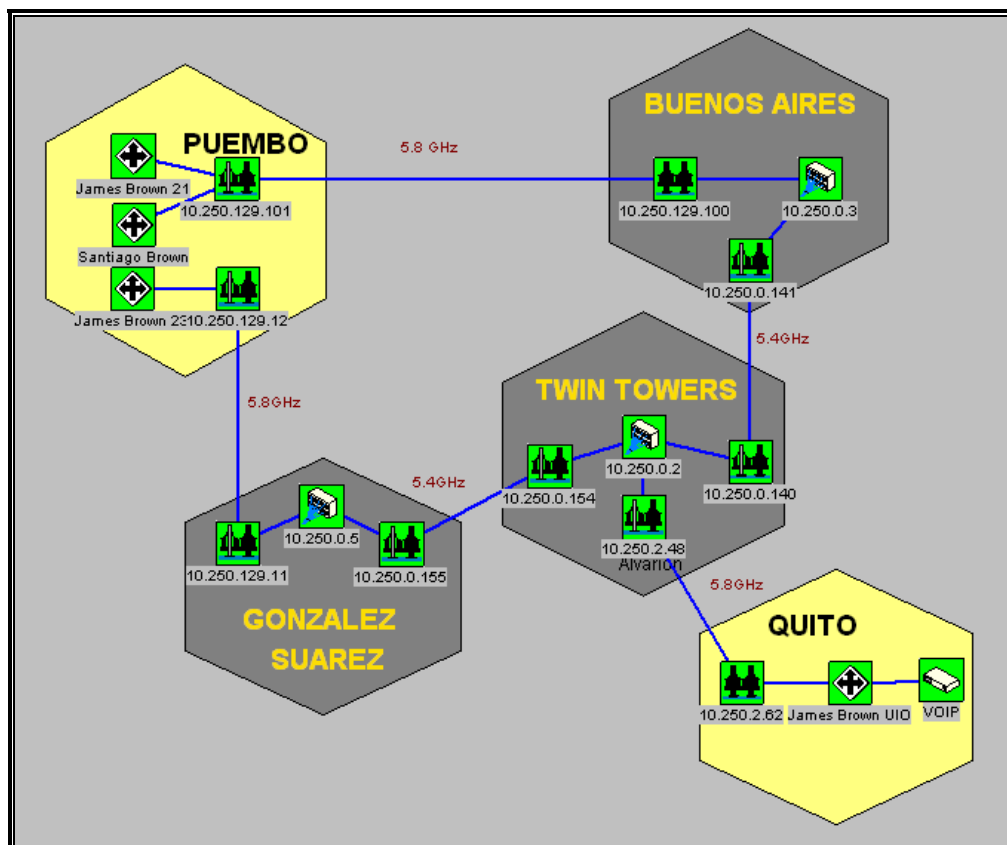 BUENOS AIRES
PUEMBO
5.8 GHz
James Brown 21
10.250.129.101
10.250.129.100
10.250.0.3
Santiago Brown
10.250.0.141
James Brown 23
10.250.129.12
5.4GHz
TWIN TOWERS
5.8GHz
10.250.0.2
5.4GHz
10.250.0.154
10.250.0.140
10.250.0.5
10.250.2.48
Alvarion
10.250.129.11
10.250.0.155
5.8GHz
GONZALEZ
SUAREZ
QUITO
10.250.2.62
James Brown UIO
VOIP